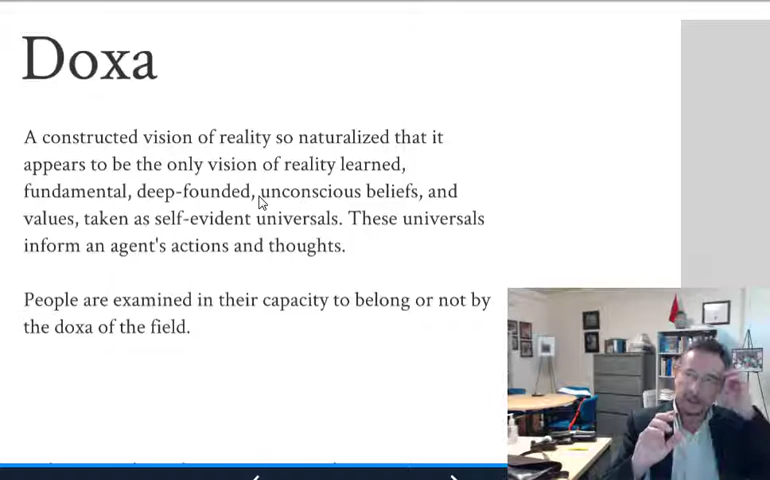 Doxa
A constructed vision of reality so naturalized that it
appears to be the only vision of reality learned,
fundamental, deep-founded, unconscious beliefs, and
values, taken as self-evident universals. These universals
inform an agent's actions and thoughts.
People are examined in their capacity to belong or not by
the doxa of the field.